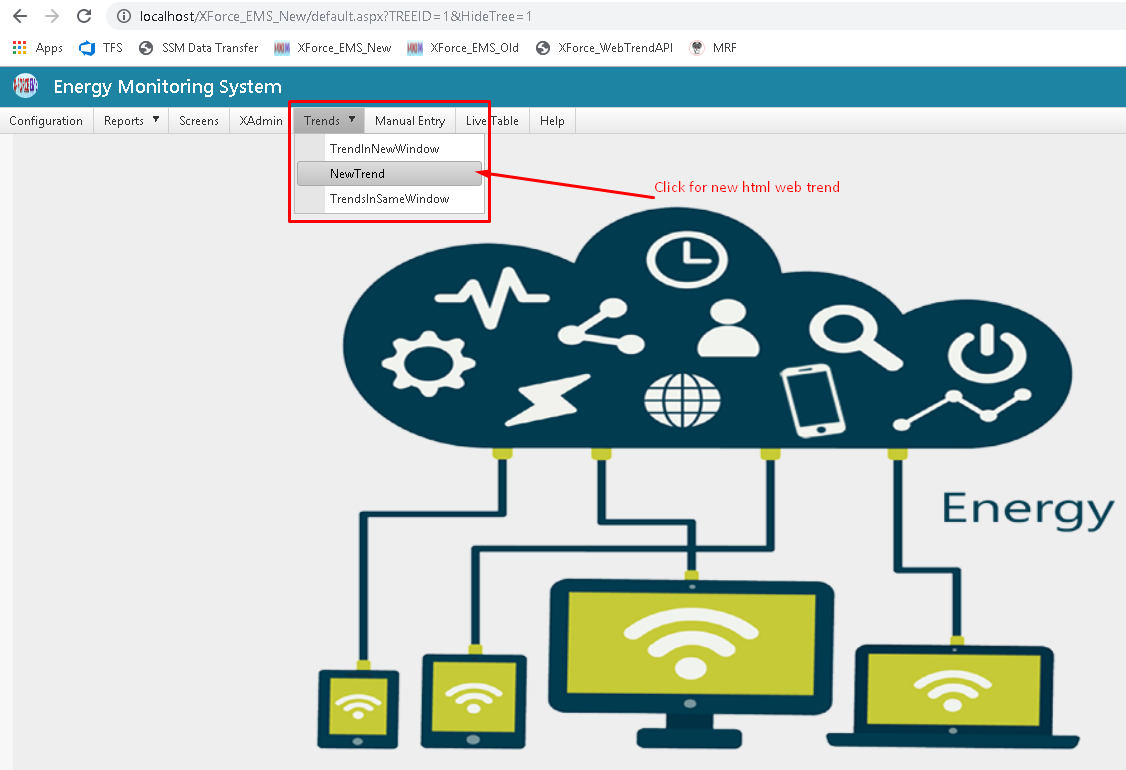 localhost/XForce_EMS_New/default.aspx?TREEID=1&HideTree=1
Apps TFS SSM Data Transfer XForce_EMS_New XForce_EMS_Old XForce_WebTrendAPI MRF
Energy Monitoring System
Configuration Reports Screens XAdmin Trends Manual Entry Live Table Help
TrendInNewWindow
NewTrend
Click for new html web trend
TrendsInSameWindow
Energy